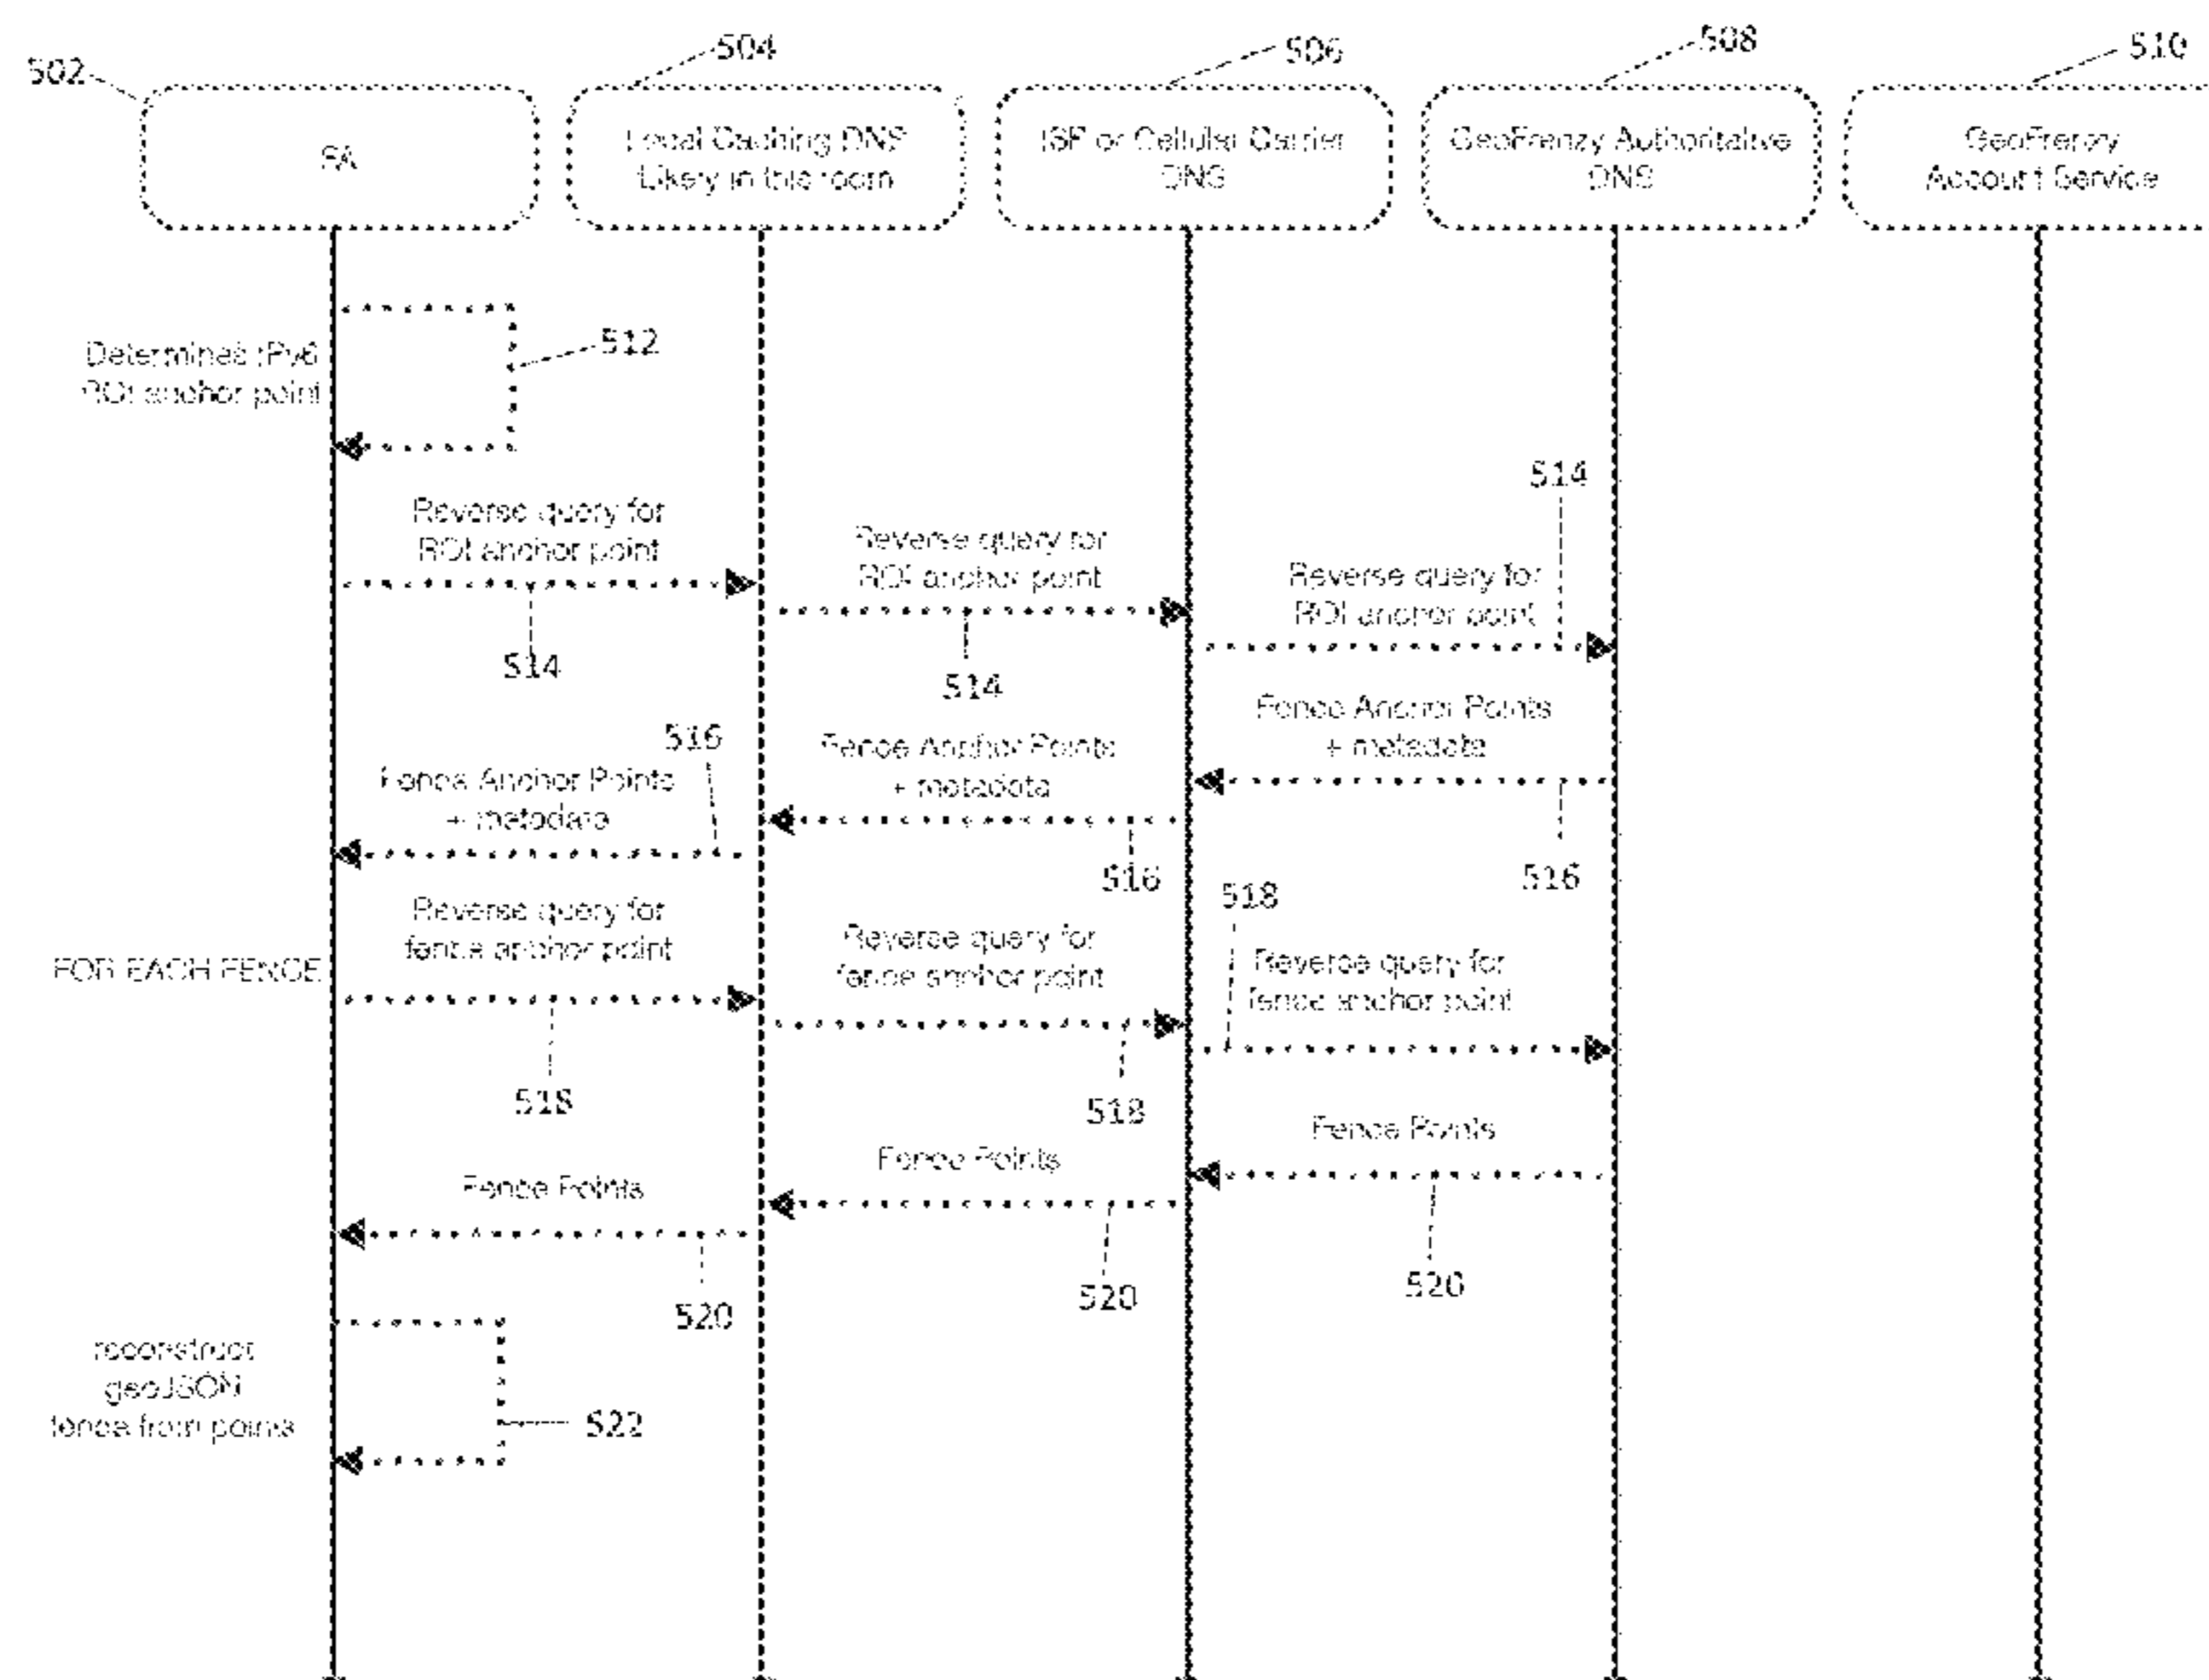 502
504
506
508
510
FA
Local Caching DNS
Likely in this room
ISP or Cellular Carrier
DNS
GeoFrenzy Authoritative
DNS
GeoFrenzy
Account Service
Determines IPv6
ROI anchor point
512
Reverse query for
ROI anchor point
514
Reverse query for
ROI anchor point
514
514
Reverse query for
ROI anchor point
Fence Anchor Points
+ metadata
516
Fence Anchor Points
+ metadata
516
516
Fence Anchor Points
+ metadata
FOR EACH FENCE
Reverse query for
fence anchor point
518
Reverse query for
fence anchor point
518
518
Reverse query for
fence anchor point
Fence Points
520
Fence Points
520
Fence Points
520
reconstruct
geoJSON
fence from points
522